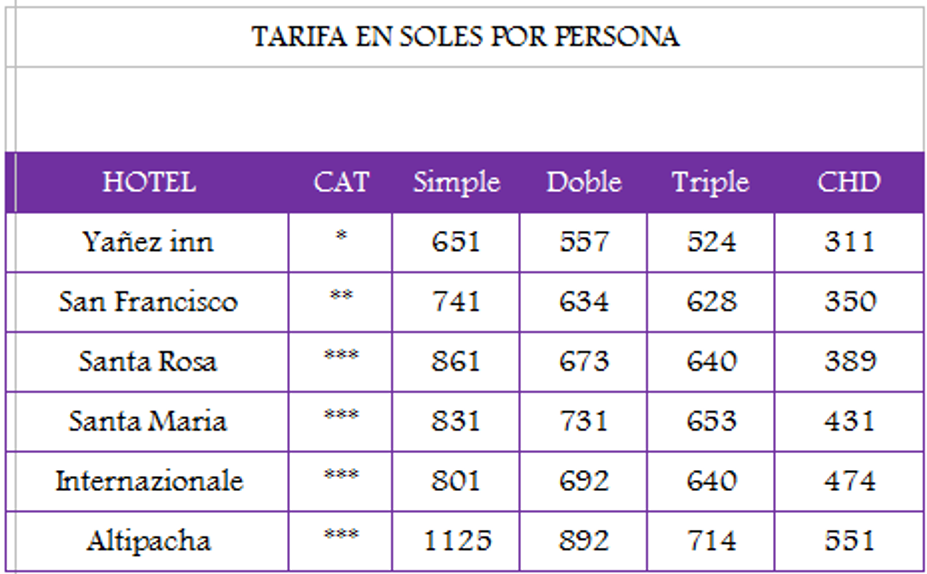 TARIFA EN SOLES POR PERSONA
HOTEL CAT Simple Doble Triple CHD
Yañez inn * 651 557 524 311
San Francisco ** 741 634 628 350
Santa Rosa *** 861 673 640 389
Santa Maria *** 831 731 653 431
Internazionale *** 801 692 640 474
Altipacha *** 1125 892 714 551